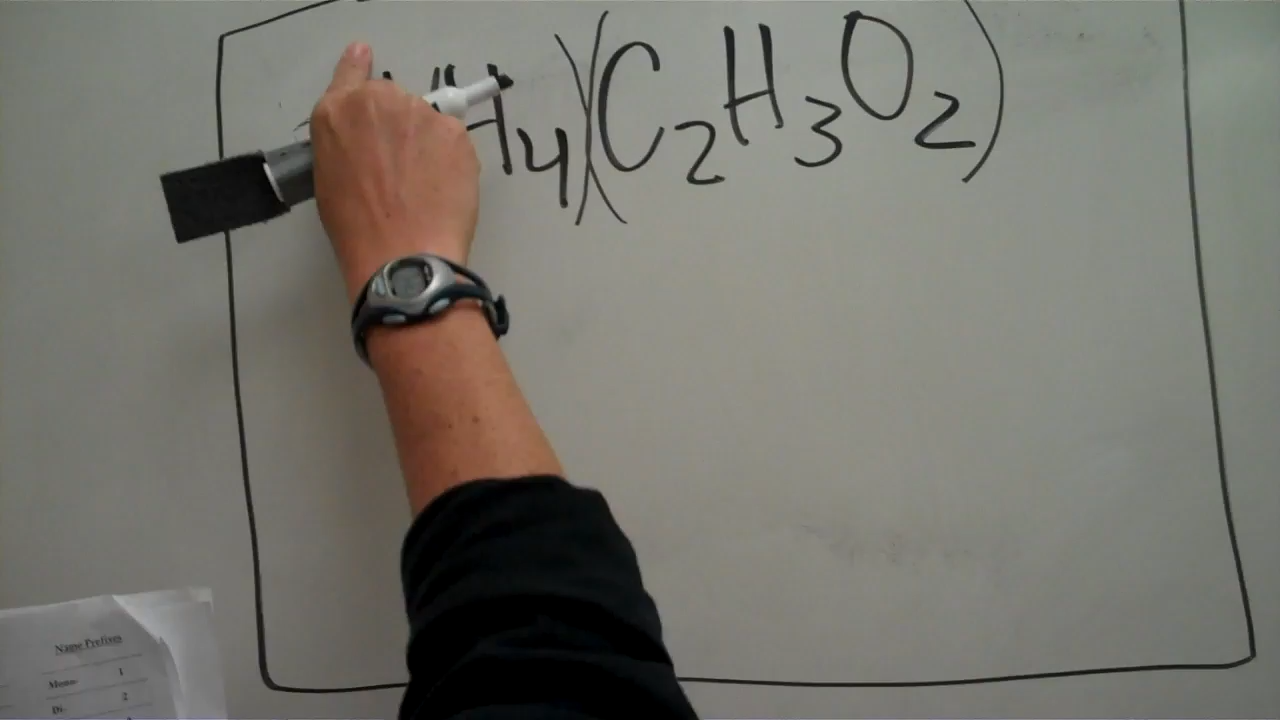 H4)(C2H3O2)
Name Prefixes
Mono- 1
Di- 2